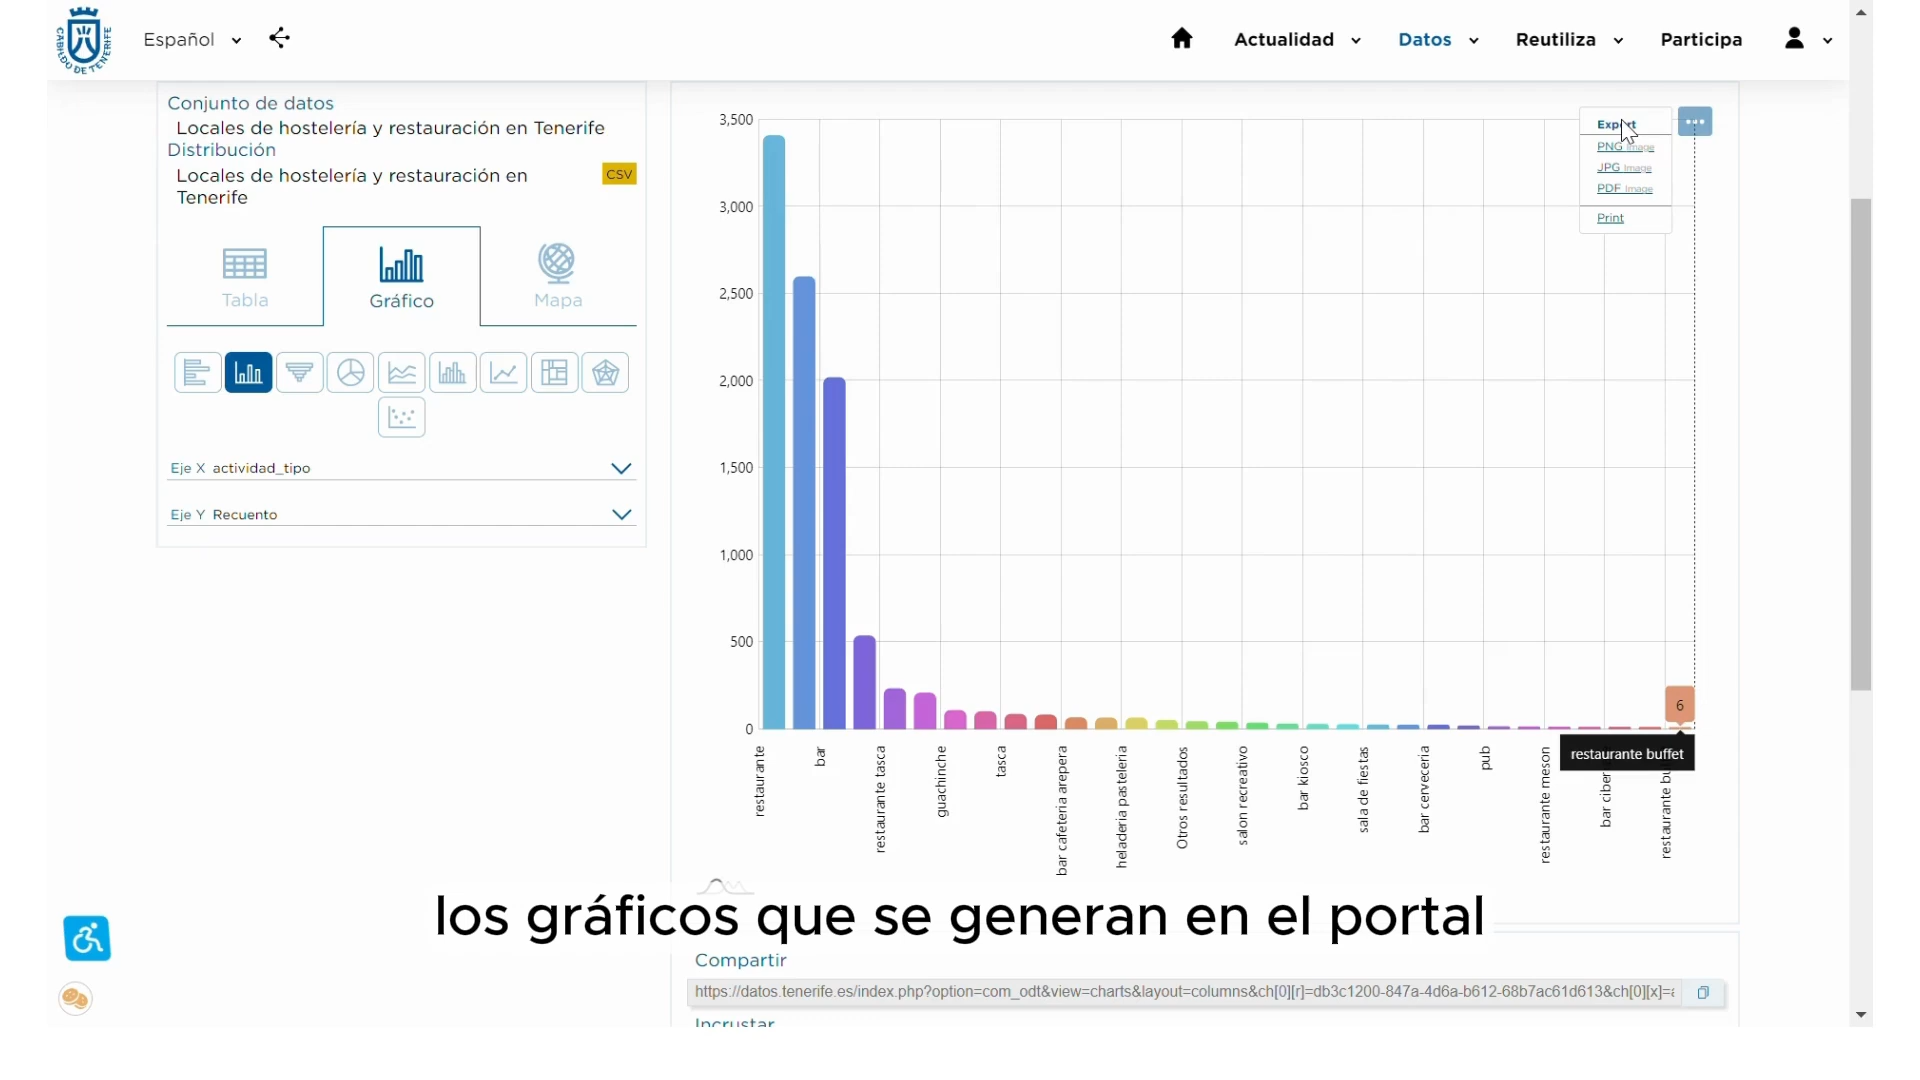 CABILDO DE TENERIFE
Español
Actualidad
Datos
Reutiliza
Participa
Conjunto de datos
Locales de hostelería y restauración en Tenerife
Distribución
Locales de hostelería y restauración en
Tenerife
CSV
Tabla
Gráfico
Mapa
Eje X actividad_tipo
Eje Y Recuento
3,500
3,000
2,500
2,000
1,500
1,000
500
0
Export
PNG Image
JPG Image
PDF Image
Print
6
restaurante buffet
restaurante
bar
restaurante tasca
guachinche
tasca
bar cafeteria arepera
heladeria pasteleria
Otros resultados
salon recreativo
bar kiosco
sala de fiestas
bar cerveceria
pub
restaurante meson
bar ciber
restaurante bu
los gráficos que se generan en el portal
Compartir
https://datos.tenerife.es/index.php?option=com_odt&view=charts&layout=columns&ch[0][r]=db3c1200-847a-4d6a-b612-68b7ac61d613&ch[0][x]=a
Incrustar